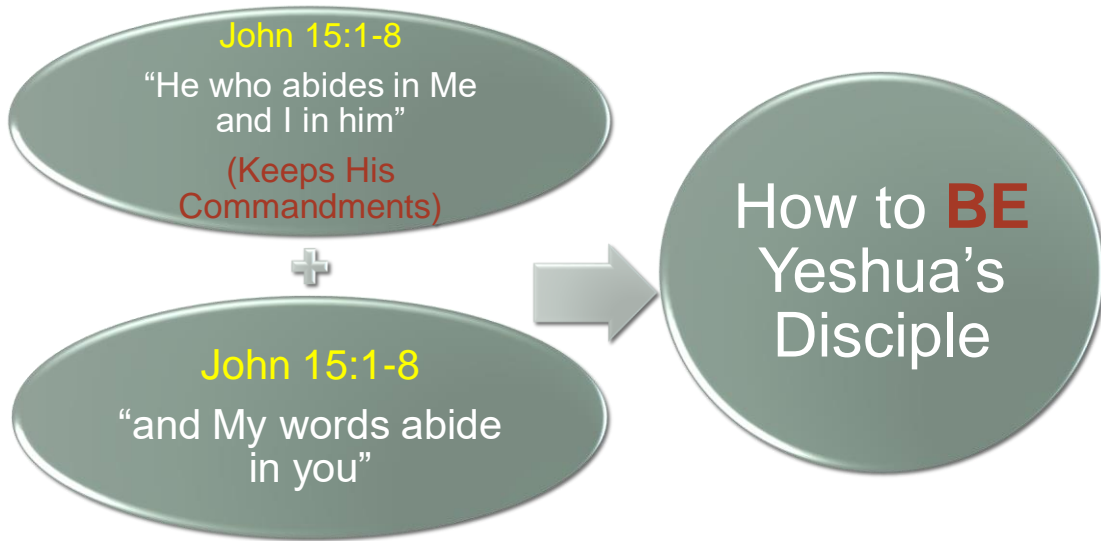 John 15:1-8
“He who abides in Me
and I in him”
(Keeps His
Commandments)
John 15:1-8
“and My words abide
in you”
How to BE
Yeshua’s
Disciple